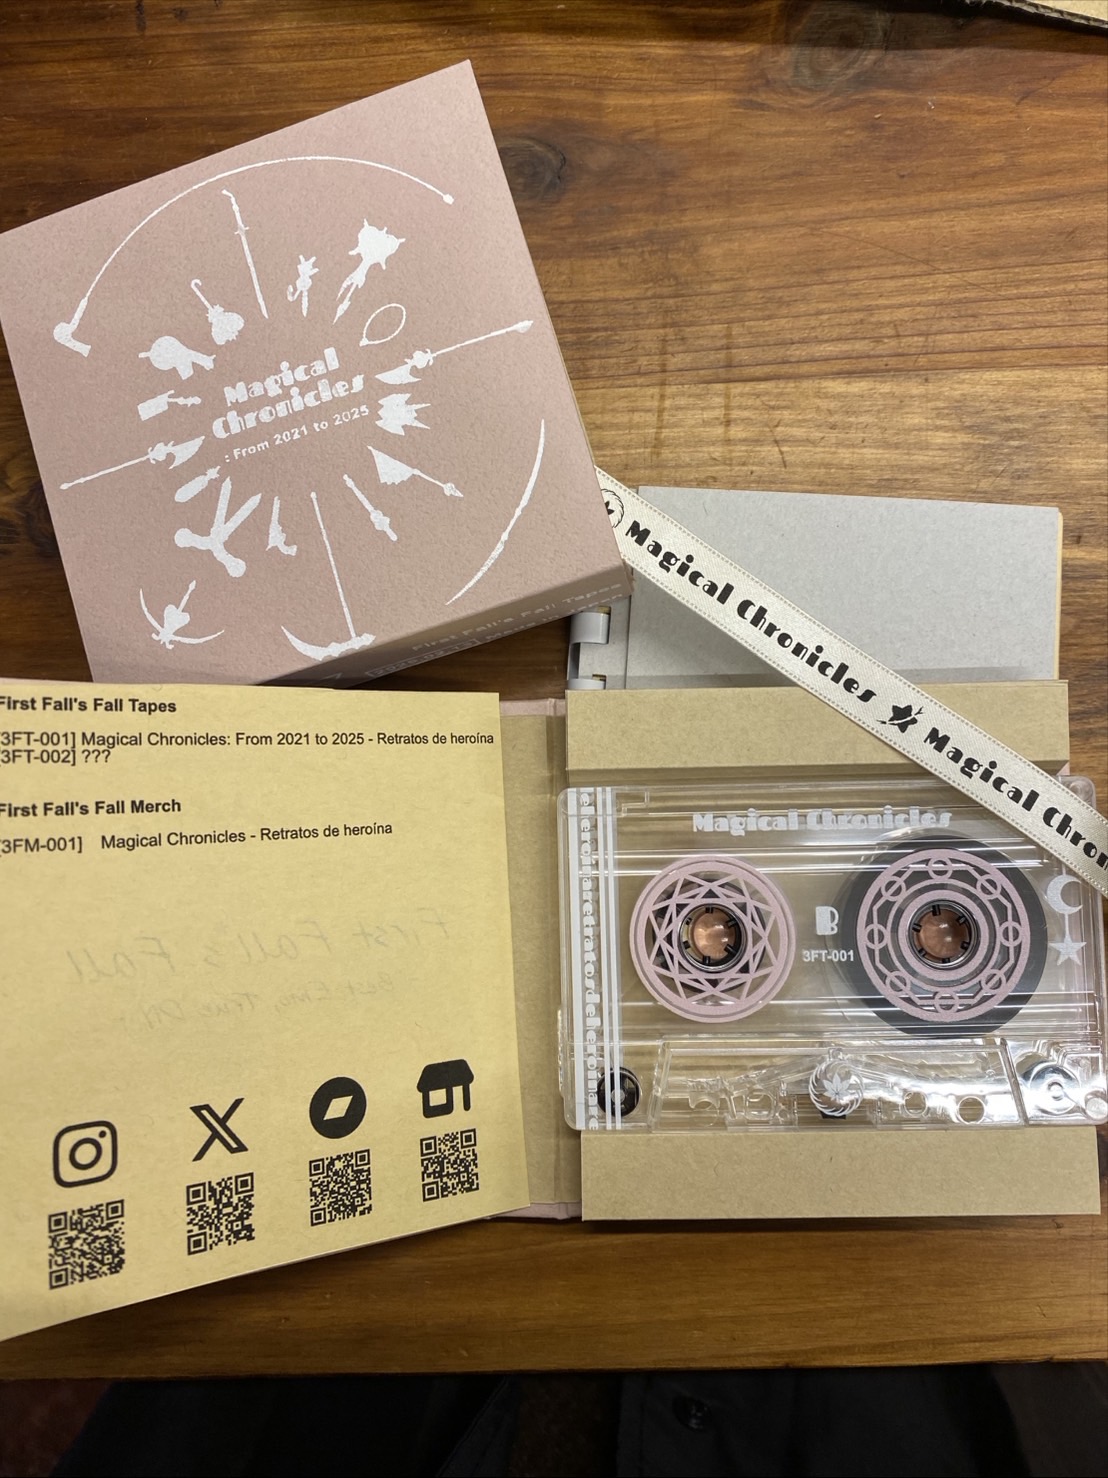 Magical
Chronicles
: From 2021 to 2025
First Fall's Fall Tapes
Magical Chronicles
Magical Chron
First Fall's Fall Tapes
[3FT-001] Magical Chronicles: From 2021 to 2025 - Retratos de heroína
[3FT-002] ???
First Fall's Fall Merch
[3FM-001] Magical Chronicles - Retratos de heroína
First Fall's Fall
Magical Chronicles
B
3FT-001